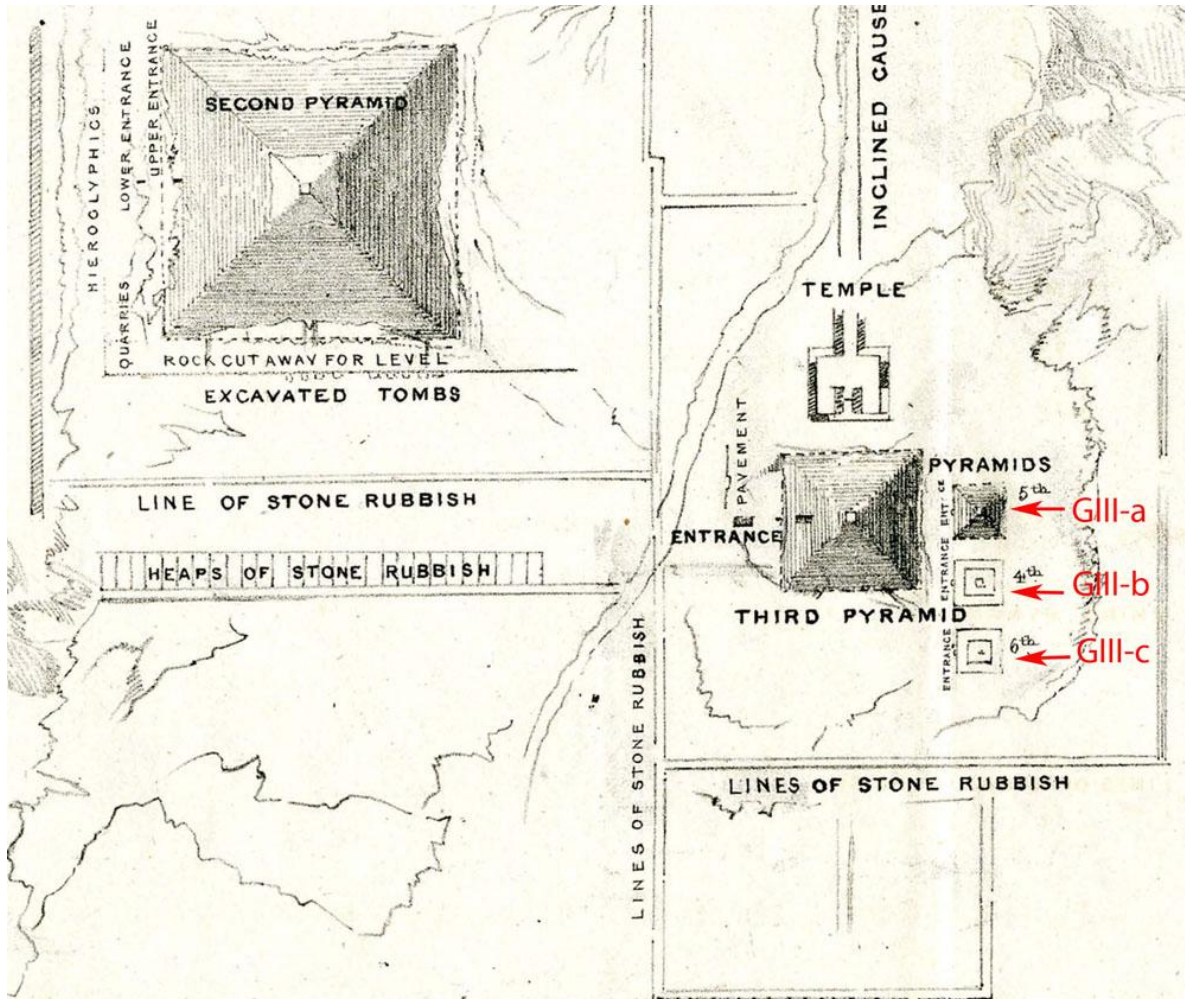 SECOND PYRAMID
HIEROGLYPHICS
LOWER ENTRANCE
UPPER ENTRANCE
QUARRIES
ROCK CUT AWAY FOR LEVEL
EXCAVATED TOMBS
INCLINED CAUSE
TEMPLE
PAVEMENT
PYRAMIDS
ENTRANCE
ENTCE
5th
GIII-a
ENTRANCE
4th
GIII-b
THIRD PYRAMID
ENTRANCE
6th
GIII-c
LINE OF STONE RUBBISH
HEAPS OF STONE RUBBISH
LINES OF STONE RUBBISH
LINES OF STONE RUBBISH